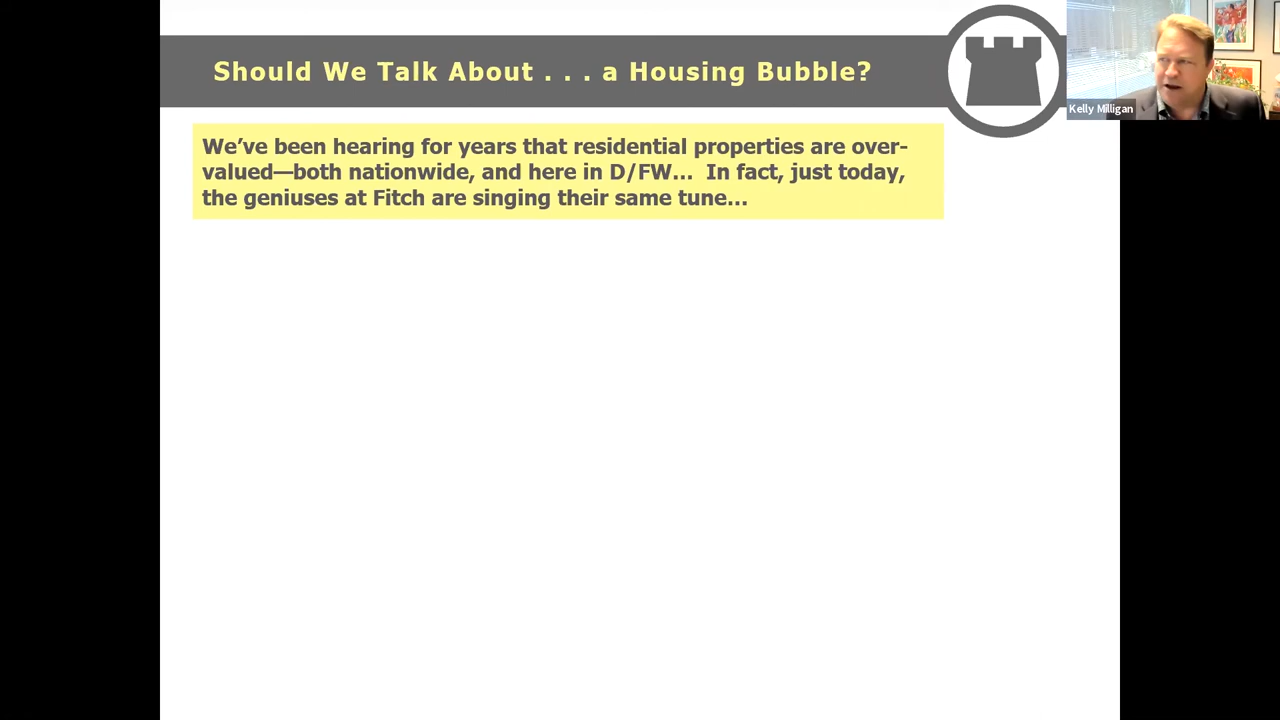 Should We Talk About . . . a Housing Bubble?
Kelly Milligan
We’ve been hearing for years that residential properties are over-
valued—both nationwide, and here in D/FW... In fact, just today,
the geniuses at Fitch are singing their same tune...